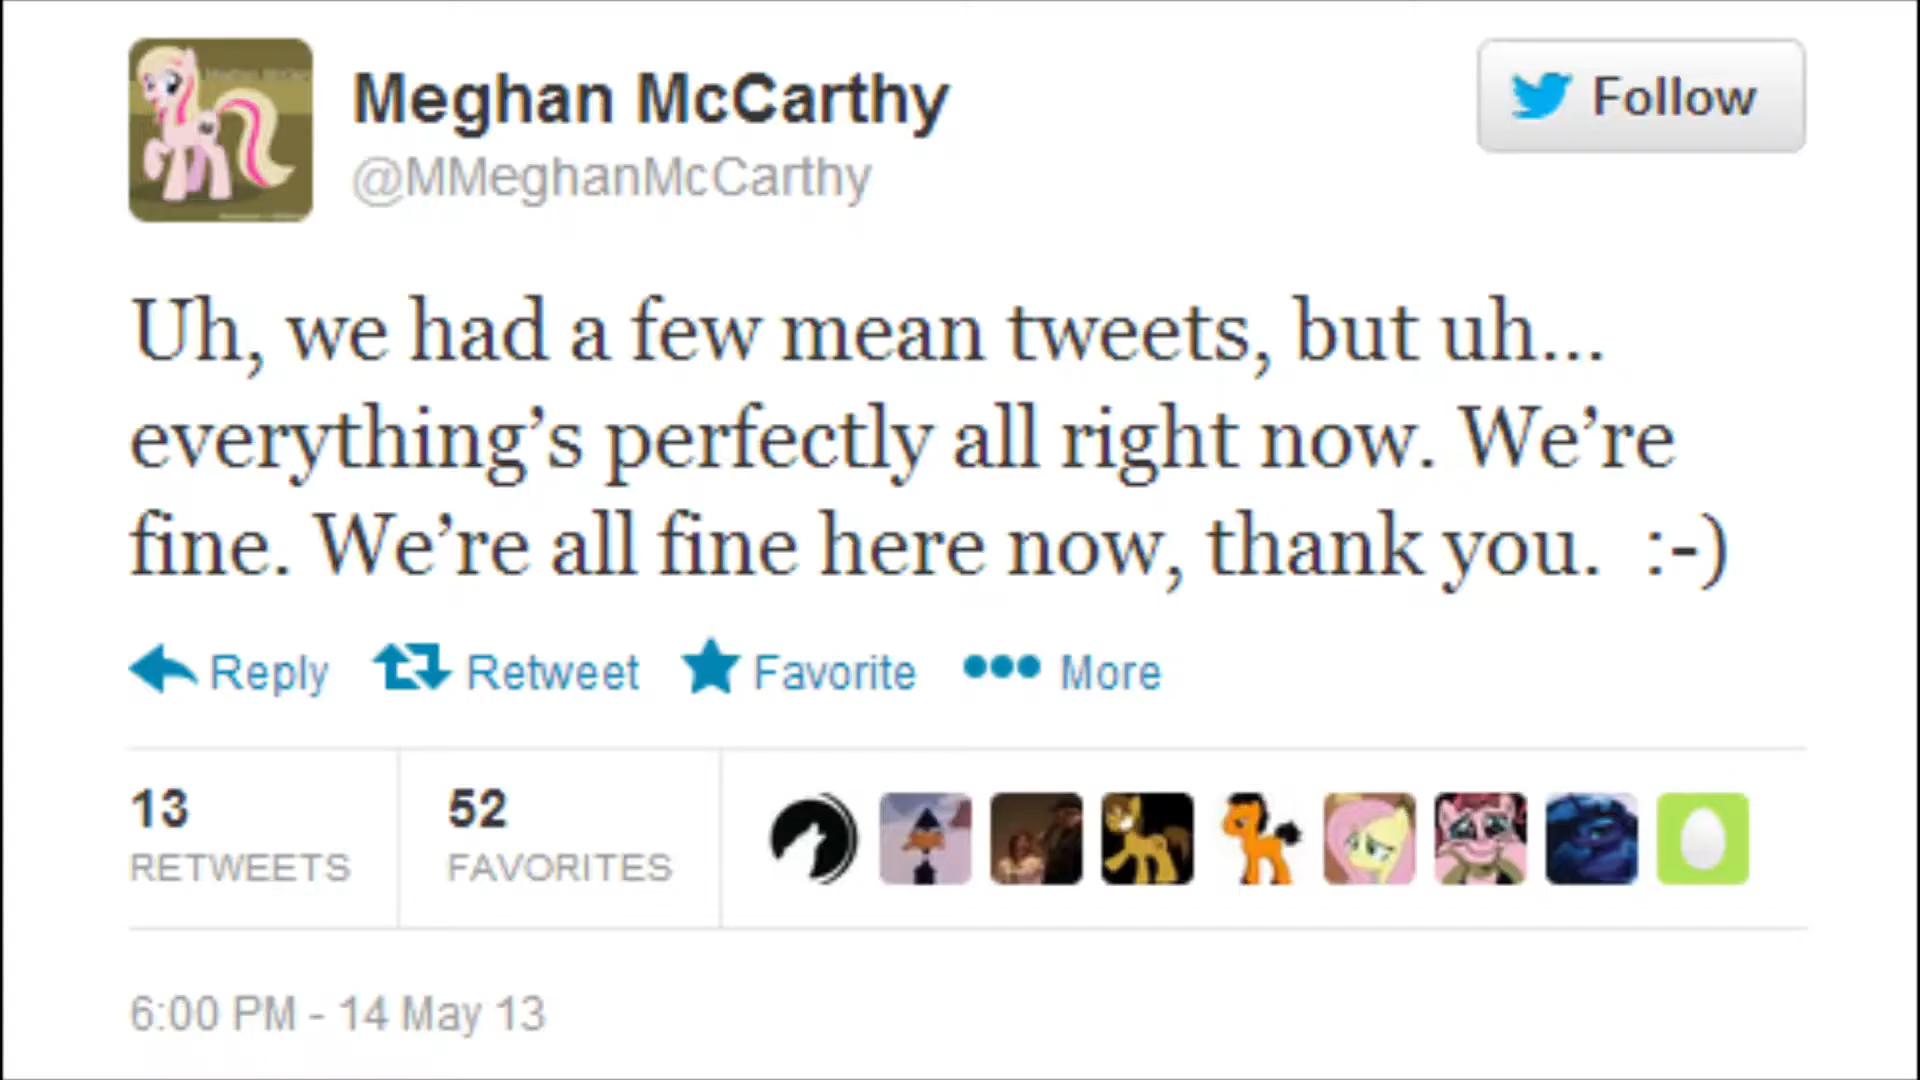 Meghan McCarthy
@MMeghanMcCarthy
Follow
Uh, we had a few mean tweets, but uh...
everything’s perfectly all right now. We’re
fine. We’re all fine here now, thank you.  :-)
Reply Retweet Favorite More
13 52
RETWEETS FAVORITES
6:00 PM - 14 May 13